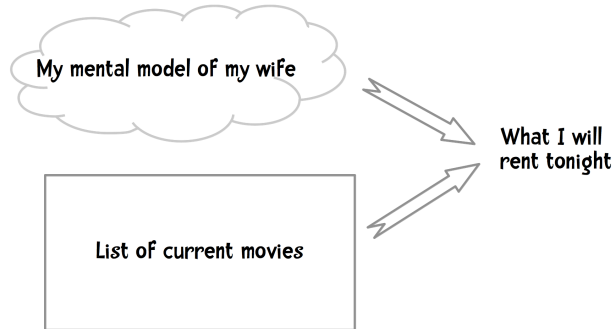 My mental model of my wife
What I will
rent tonight
List of current movies